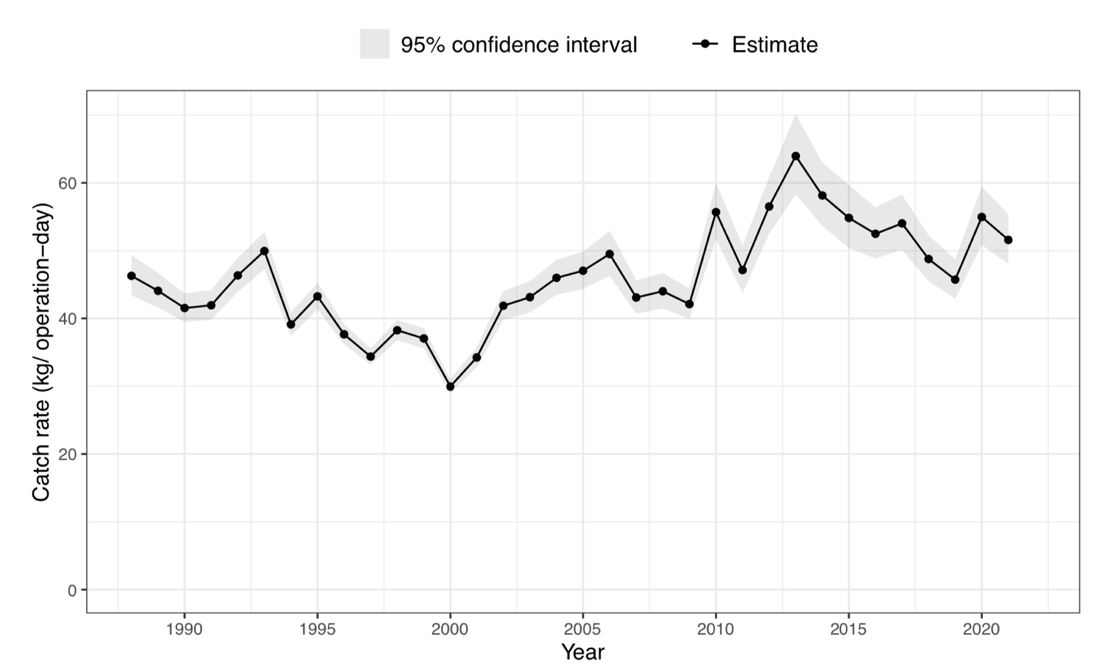 95% confidence interval
Estimate
Catch rate (kg/ operation−day)
60
40
20
0
1990
1995
2000
2005
2010
2015
2020
Year